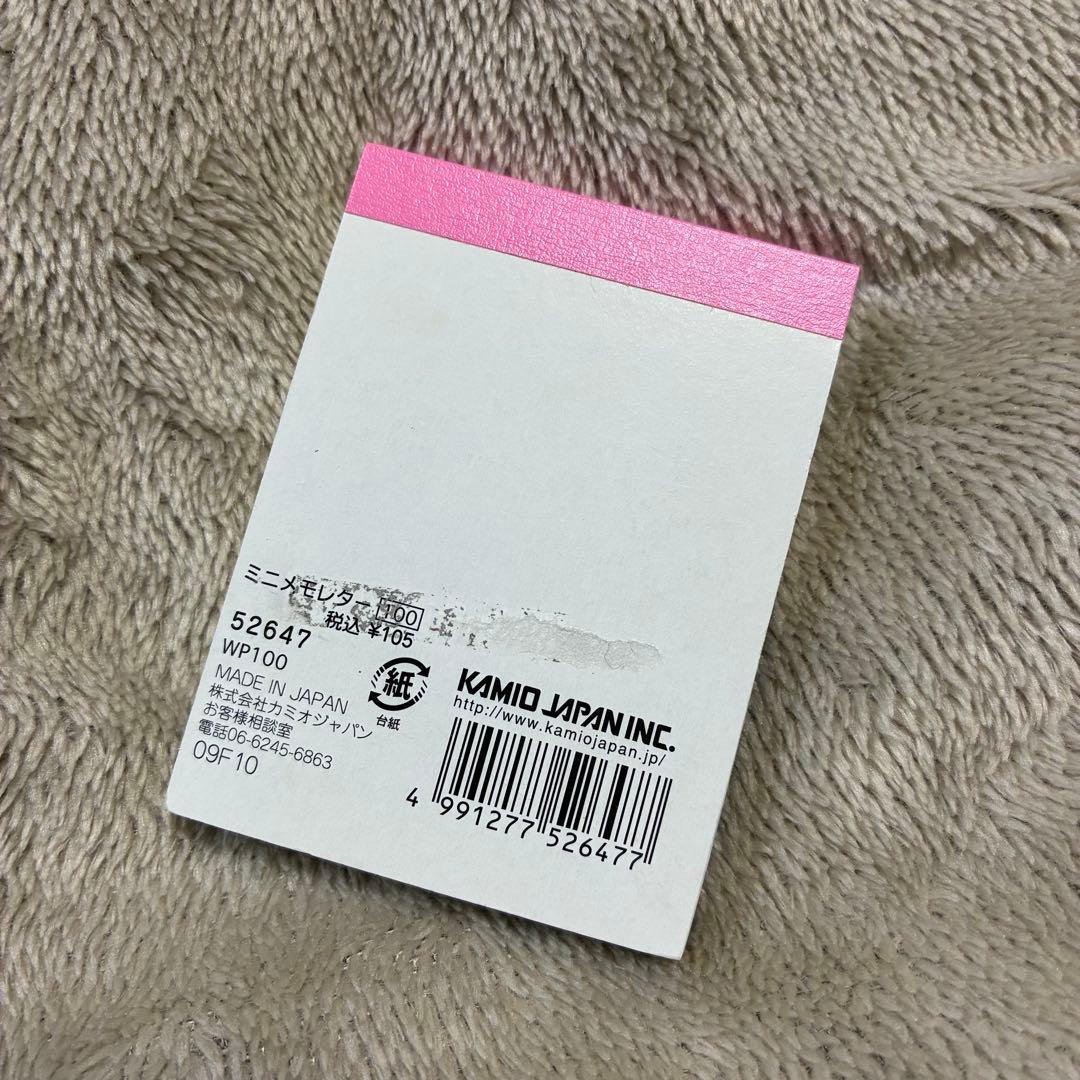 ミニメモレター 100
税込 ¥105
52647
WP100
MADE IN JAPAN
株式会社カミオジャパン
お客様相談室
電話06-6245-6863
09F10
紙
台紙
KAMIO JAPAN INC.
http://www.kamiojapan.jp/
4 991277 526477